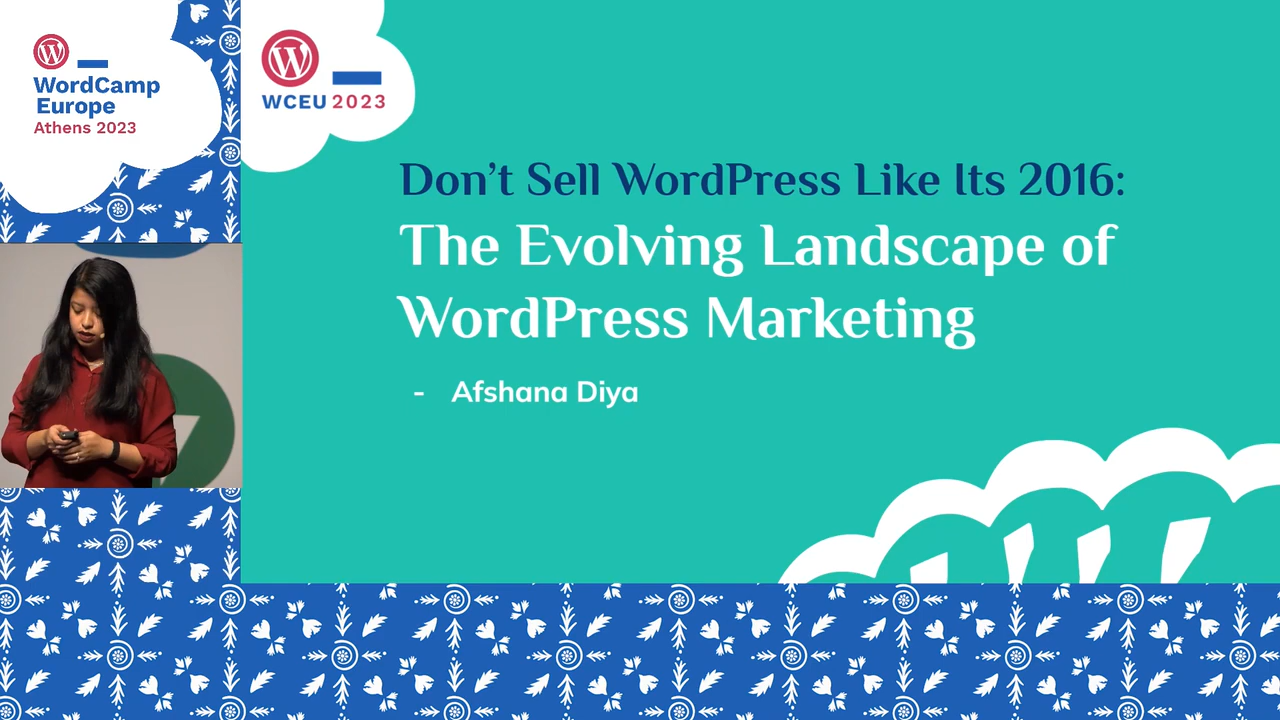 WordCamp
Europe
Athens 2023
WCEU 2023
Don’t Sell WordPress Like Its 2016:
The Evolving Landscape of
WordPress Marketing
- Afshana Diya